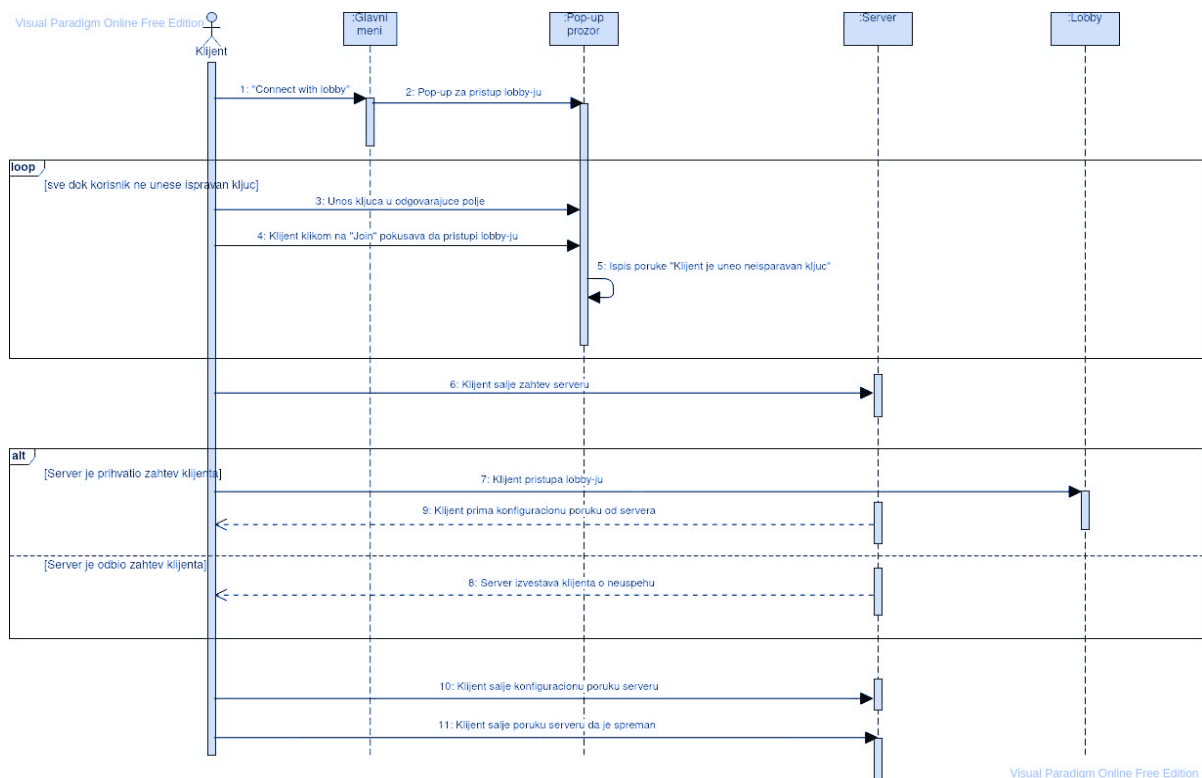 Visual Paradigm Online Free Edition
Klijent
:Glavni
meni
:Pop-up
prozor
:Server
:Lobby
1: "Connect with lobby"
2: Pop-up za pristup lobby-ju
loop
[sve dok korisnik ne unese ispravan kljuc]
3: Unos kljuca u odgovarajuce polje
4: Klijent klikom na "Join" pokusava da pristupi lobby-ju
5: Ispis poruke "Klijent je uneo neisparavan kljuc"
6: Klijent salje zahtev serveru
alt
[Server je prihvatio zahtev klijenta]
7: Klijent pristupa lobby-ju
9: Klijent prima konfiguracionu poruku od servera
[Server je odbio zahtev klijenta]
8: Server izvestava klijenta o neuspehu
10: Klijent salje konfiguracionu poruku serveru
11: Klijent salje poruku serveru da je spreman
Visual Paradigm Online Free Edition